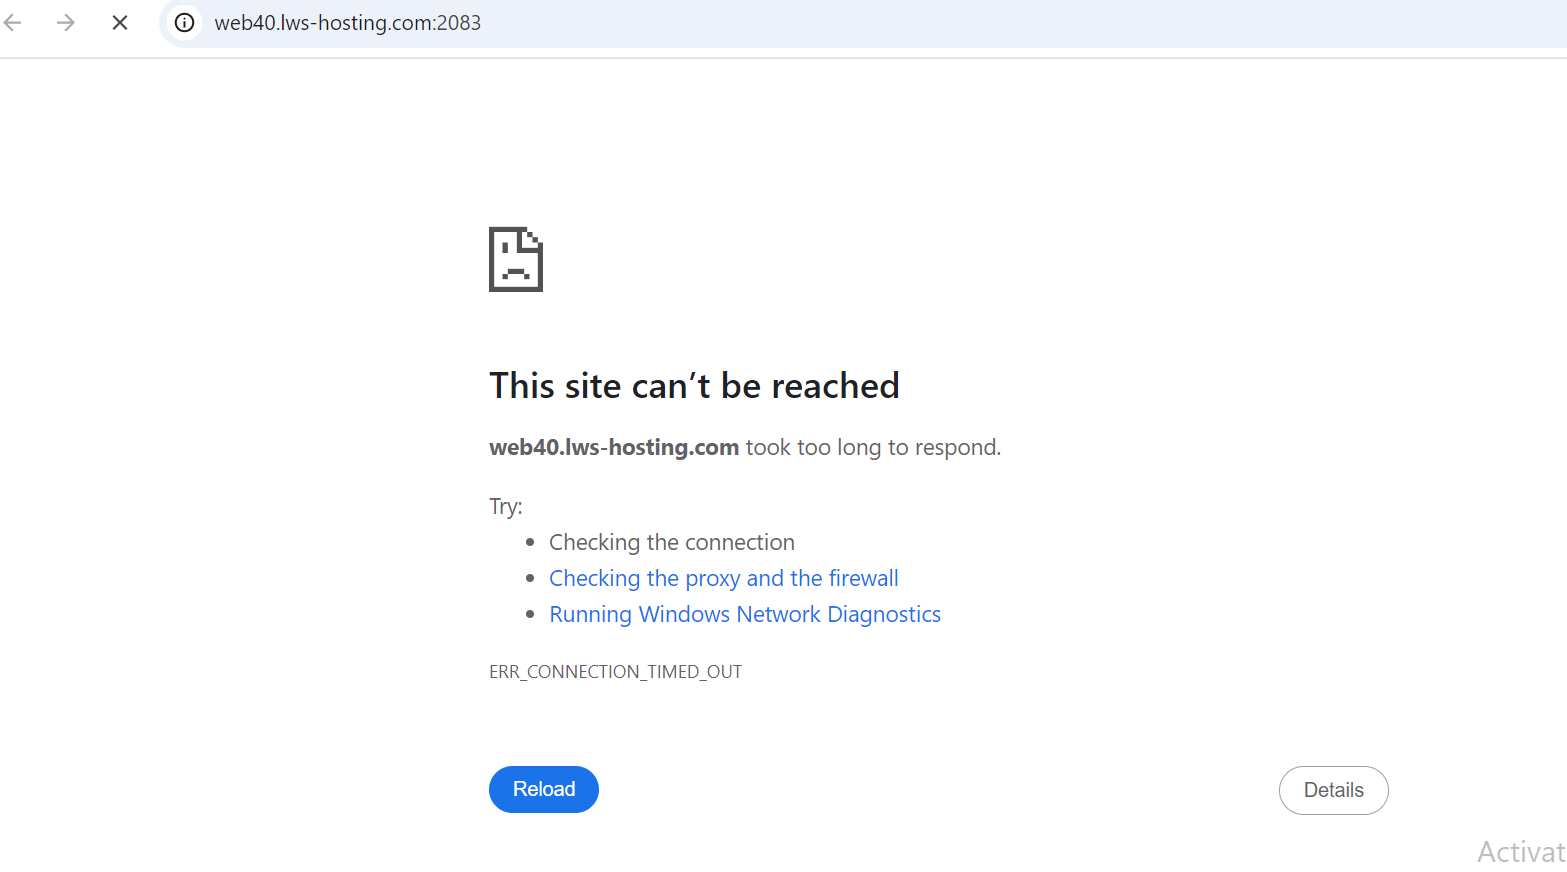 web40.lws-hosting.com:2083
This site can’t be reached
web40.lws-hosting.com took too long to respond.
Try:
Checking the connection
Checking the proxy and the firewall
Running Windows Network Diagnostics
ERR_CONNECTION_TIMED_OUT
Reload
Details
Activat